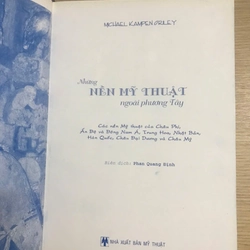 MICHAEL KAMPEN O'RILEY
Những
NỀN MỸ THUẬT
ngoài phương Tây
Các nền Mỹ thuật của Châu Phi,
Ấn Độ và Đông Nam Á, Trung Hoa, Nhật Bản,
Hàn Quốc, Châu Đại Dương và Châu Mỹ
Phan Quang Định
NHÀ XUẤT BẢN MỸ THUẬT